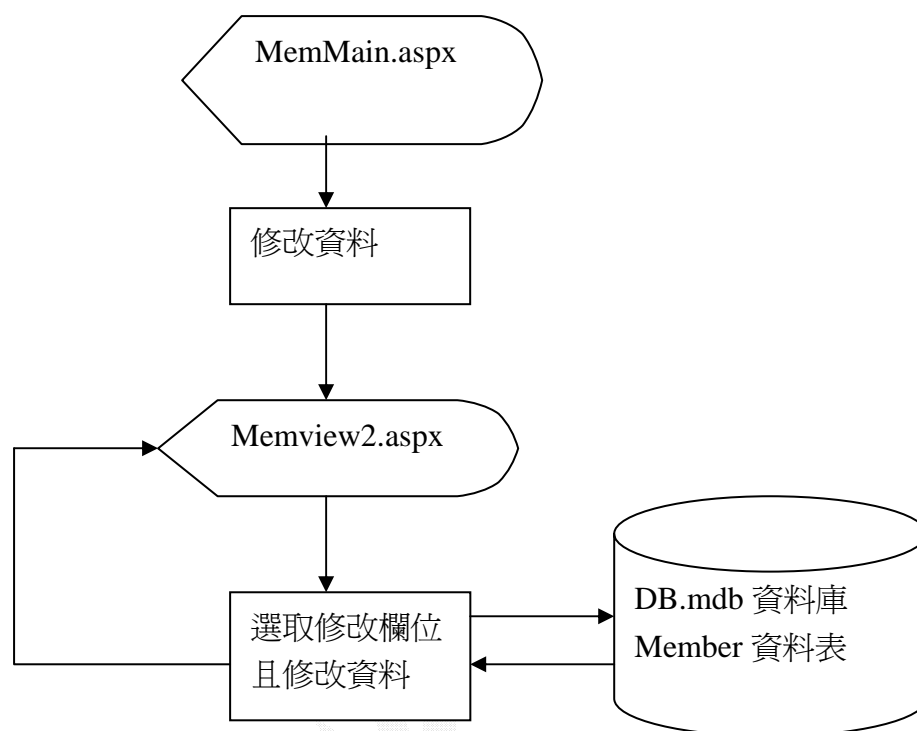 MemMain.aspx
修改資料
Memview2.aspx
選取修改欄位
且修改資料
DB.mdb 資料庫
Member 資料表